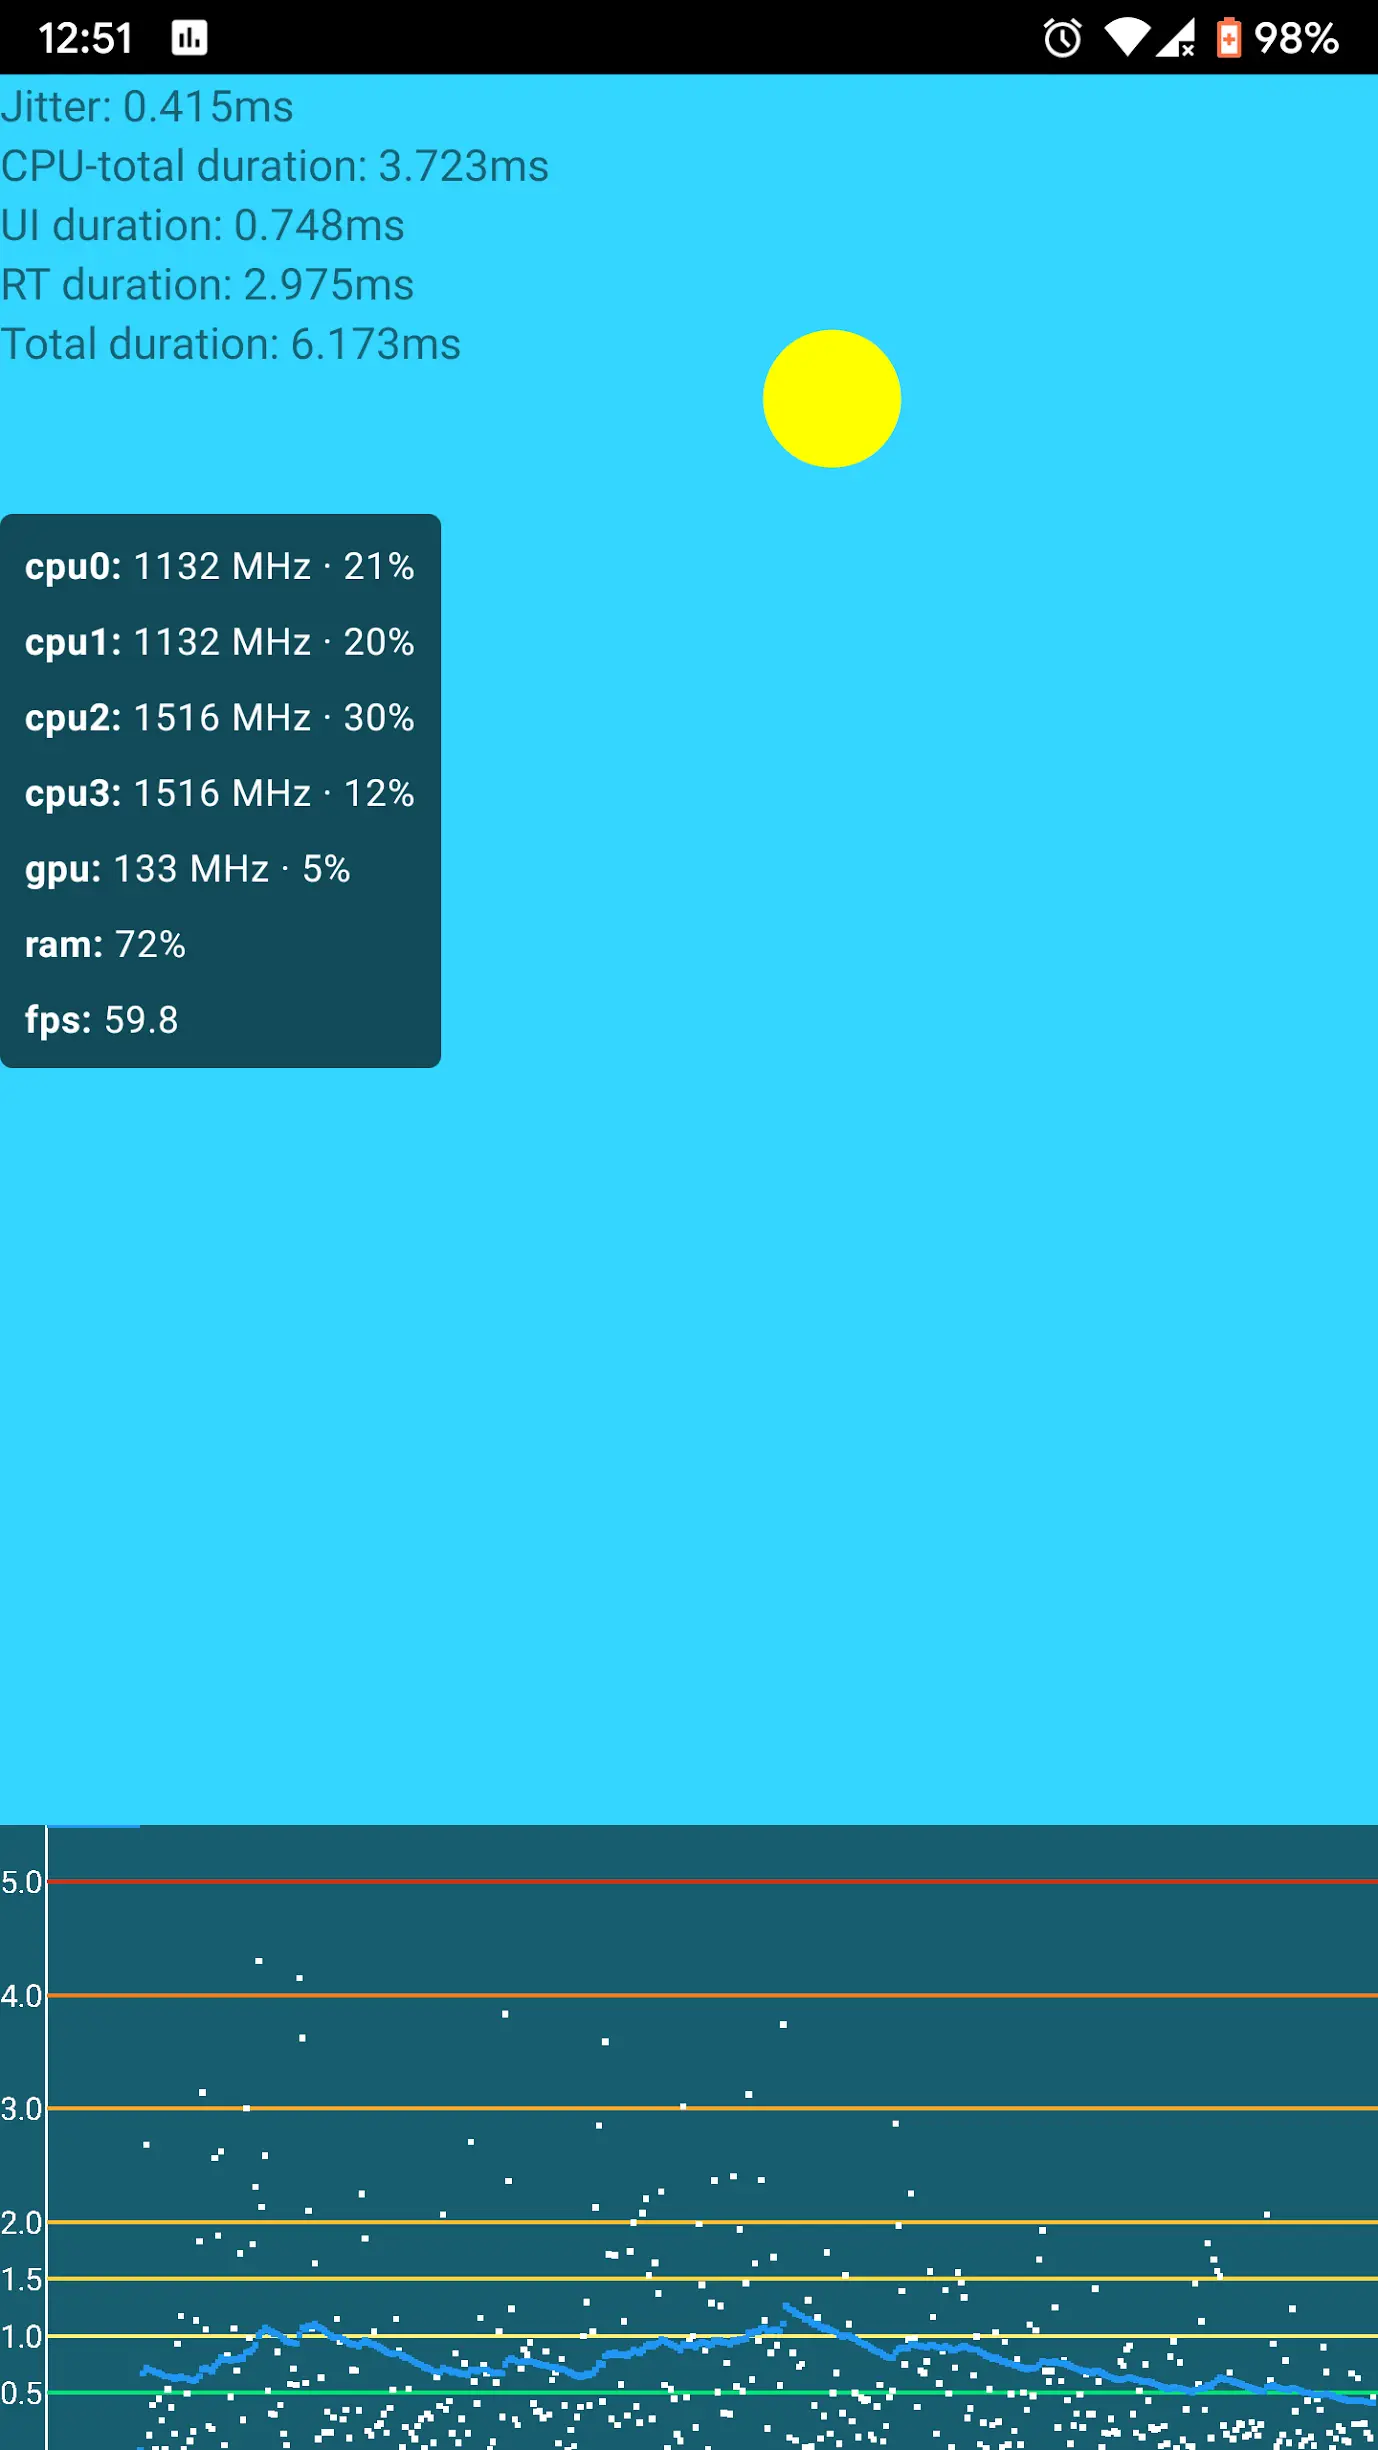 12:51
98%
Jitter: 0.415ms
CPU-total duration: 3.723ms
UI duration: 0.748ms
RT duration: 2.975ms
Total duration: 6.173ms
cpu0: 1132 MHz · 21%
cpu1: 1132 MHz · 20%
cpu2: 1516 MHz · 30%
cpu3: 1516 MHz · 12%
gpu: 133 MHz · 5%
ram: 72%
fps: 59.8
5.0
4.0
3.0
2.0
1.5
1.0
0.5